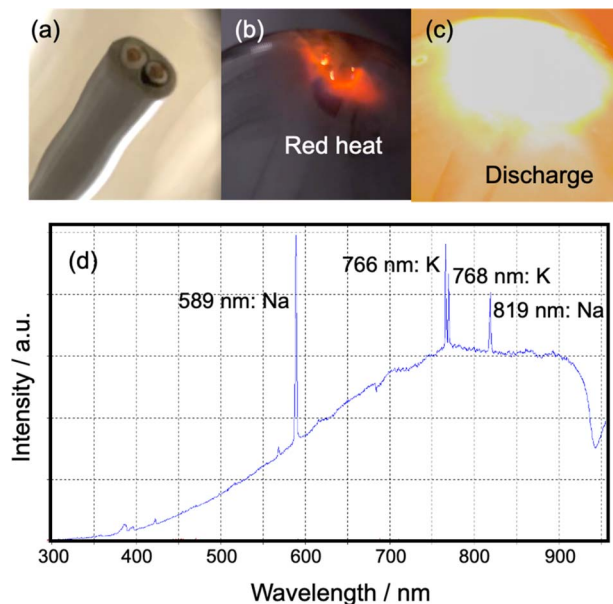 (a)
(b)
(c)
Red heat
Discharge
(d)
589 nm: Na
766 nm: K
768 nm: K
819 nm: Na
Intensity / a.u.
300 400 500 600 700 800 900
Wavelength / nm